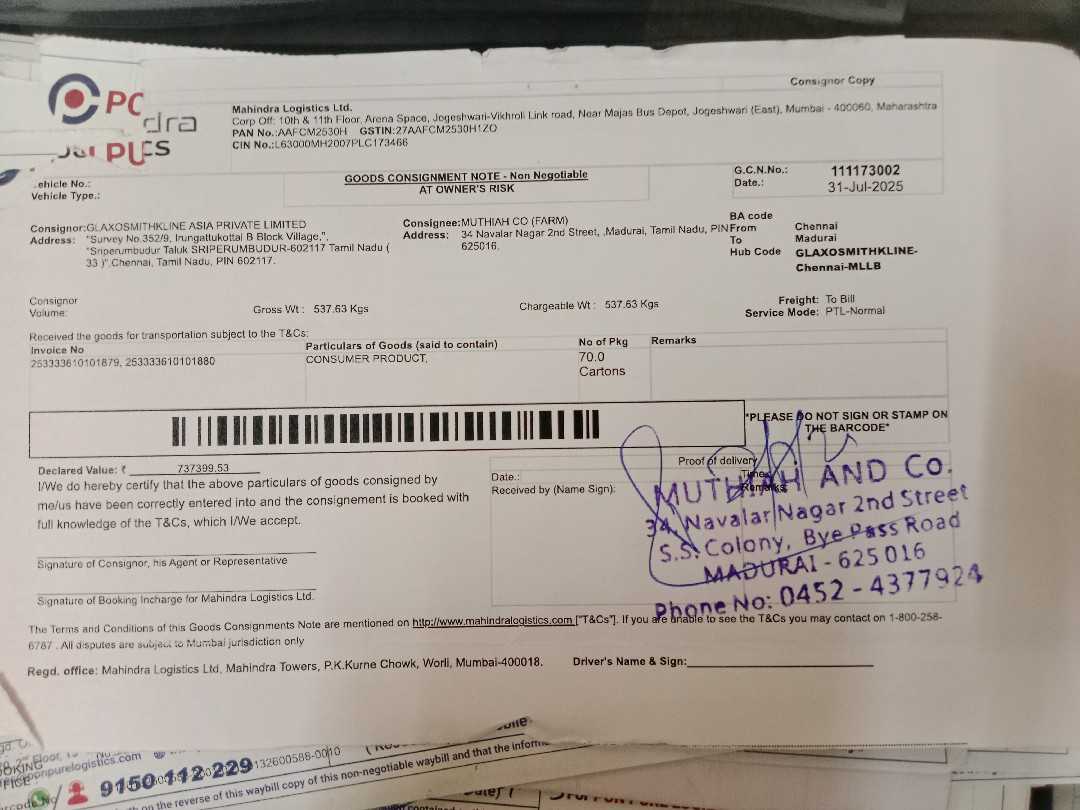 Consignor Copy
PC
dra
PU CS
Mahindra Logistics Ltd.
Corp Off: 10th & 11th Floor, Arena Space, Jogeshwari-Vikhroli Link road, Near Majas Bus Depot, Jogeshwari (East), Mumbai - 400060, Maharashtra
PAN No.:AAFCM2530H GSTIN:27AAFCM2530H1ZO
CIN No.:L63000MH2007PLC173466
GOODS CONSIGNMENT NOTE - Non Negotiable
AT OWNER'S RISK
G.C.N.No.: 111173002
Date.: 31-Jul-2025
ehicle No.:
Vehicle Type.:
Consignor:GLAXOSMITHKLINE ASIA PRIVATE LIMITED
Address: "Survey No.352/9, Irungattukottai B Block Village,",
"Sriperumbudur Taluk SRIPERUMBUDUR-602117 Tamil Nadu (
33 )",Chennai, Tamil Nadu, PIN 602117.
Consignee:MUTHIAH CO (FARM)
Address: 34 Navalar Nagar 2nd Street, ,Madurai, Tamil Nadu, PIN
625016.
BA code
From Chennai
To Madurai
Hub Code GLAXOSMITHKLINE-
Chennai-MLLB
Consignor
Volume:
Gross Wt : 537.63 Kgs
Chargeable Wt : 537.63 Kgs
Freight: To Bill
Service Mode: PTL-Normal
Received the goods for transportation subject to the T&Cs:
Invoice No
253333610101879, 253333610101880
Particulars of Goods (said to contain)
CONSUMER PRODUCT,
No of Pkg
70.0
Cartons
Remarks
*PLEASE DO NOT SIGN OR STAMP ON
THE BARCODE*
Declared Value: ₹ 737399.53
I/We do hereby certify that the above particulars of goods consigned by
me/us have been correctly entered into and the consignment is booked with
full knowledge of the T&Cs, which I/We accept.
Signature of Consignor, his Agent or Representative
Signature of Booking Incharge for Mahindra Logistics Ltd.
Proof of delivery
Date.: Time:
Received by (Name Sign): Remarks:
MUTHIAH AND Co.
34, Navalar Nagar 2nd Street
S.S. Colony, Bye Pass Road
MADURAI - 625 016
Phone No: 0452 - 4377924
The Terms and Conditions of this Goods Consignments Note are mentioned on http://www.mahindralogistics.com ["T&Cs"]. If you are unable to see the T&Cs you may contact on 1-800-258-
6787 . All disputes are subject to Mumbai jurisdiction only
Regd. office: Mahindra Logistics Ltd, Mahindra Towers, P.K.Kurne Chowk, Worli, Mumbai-400018.
Driver's Name & Sign:
Floor,
OKING
FFICE
onpurelogistics.com
132600588-0010
9150 112 229
on the reverse of this waybill copy of this non-negotiable waybill and that the inform